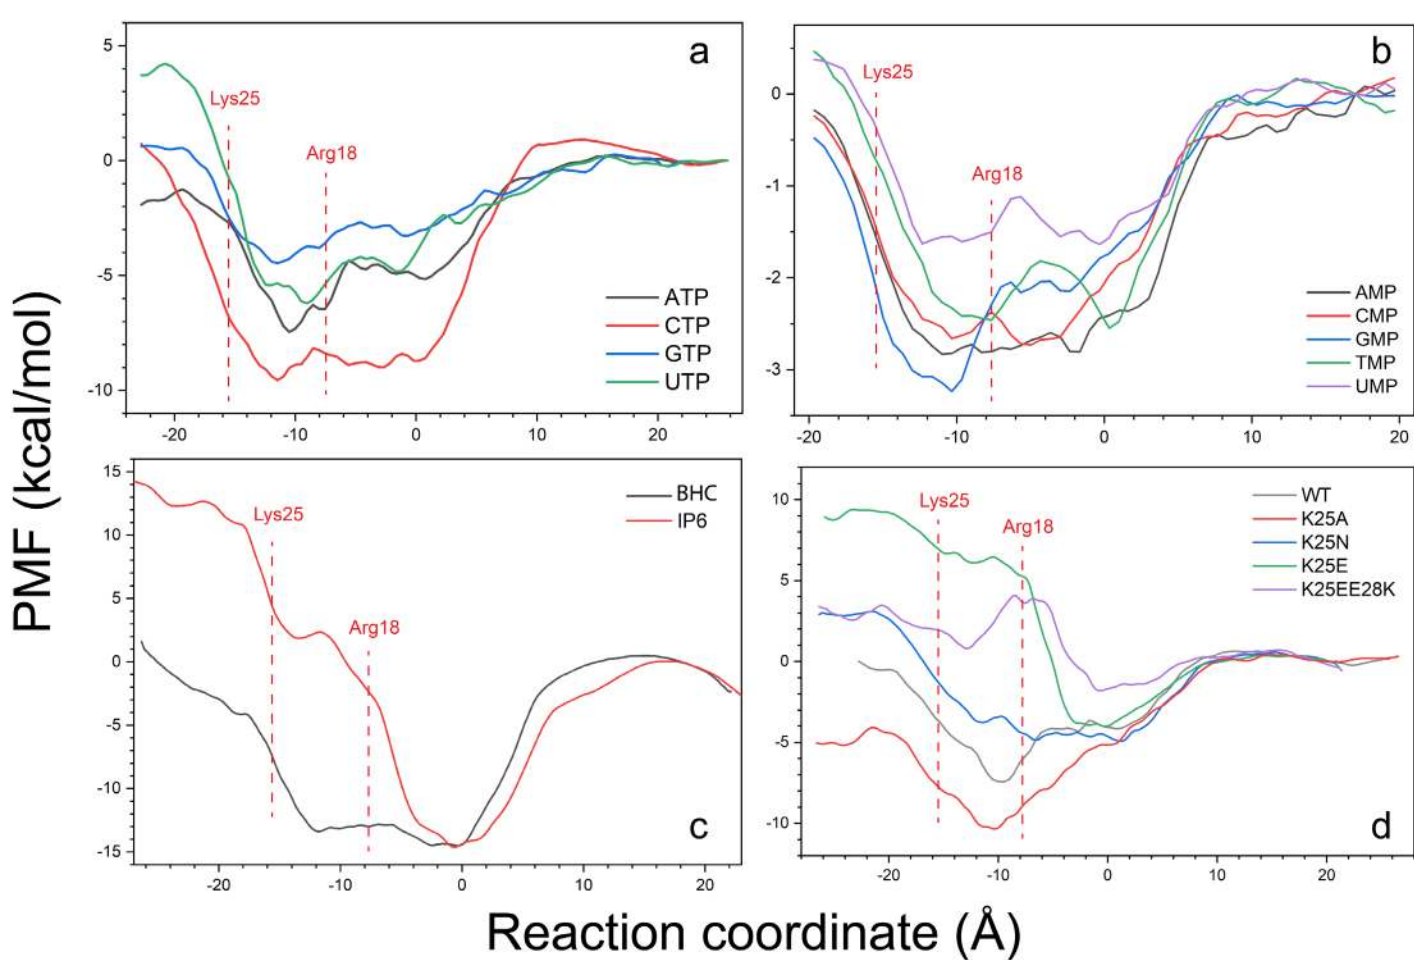 PMF (kcal/mol)
a
Lys25
Arg18
ATP
CTP
GTP
UTP
5
0
-5
-10
-20 -10 0 10 20
b
Lys25
Arg18
AMP
CMP
GMP
TMP
UMP
0
-1
-2
-3
-20 -10 0 10 20
c
Lys25
Arg18
BHC
IP6
15
10
5
0
-5
-10
-15
-20 -10 0 10 20
d
Lys25
Arg18
WT
K25A
K25N
K25E
K25EE28K
10
5
0
-5
-10
-20 -10 0 10 20
Reaction coordinate (Å)